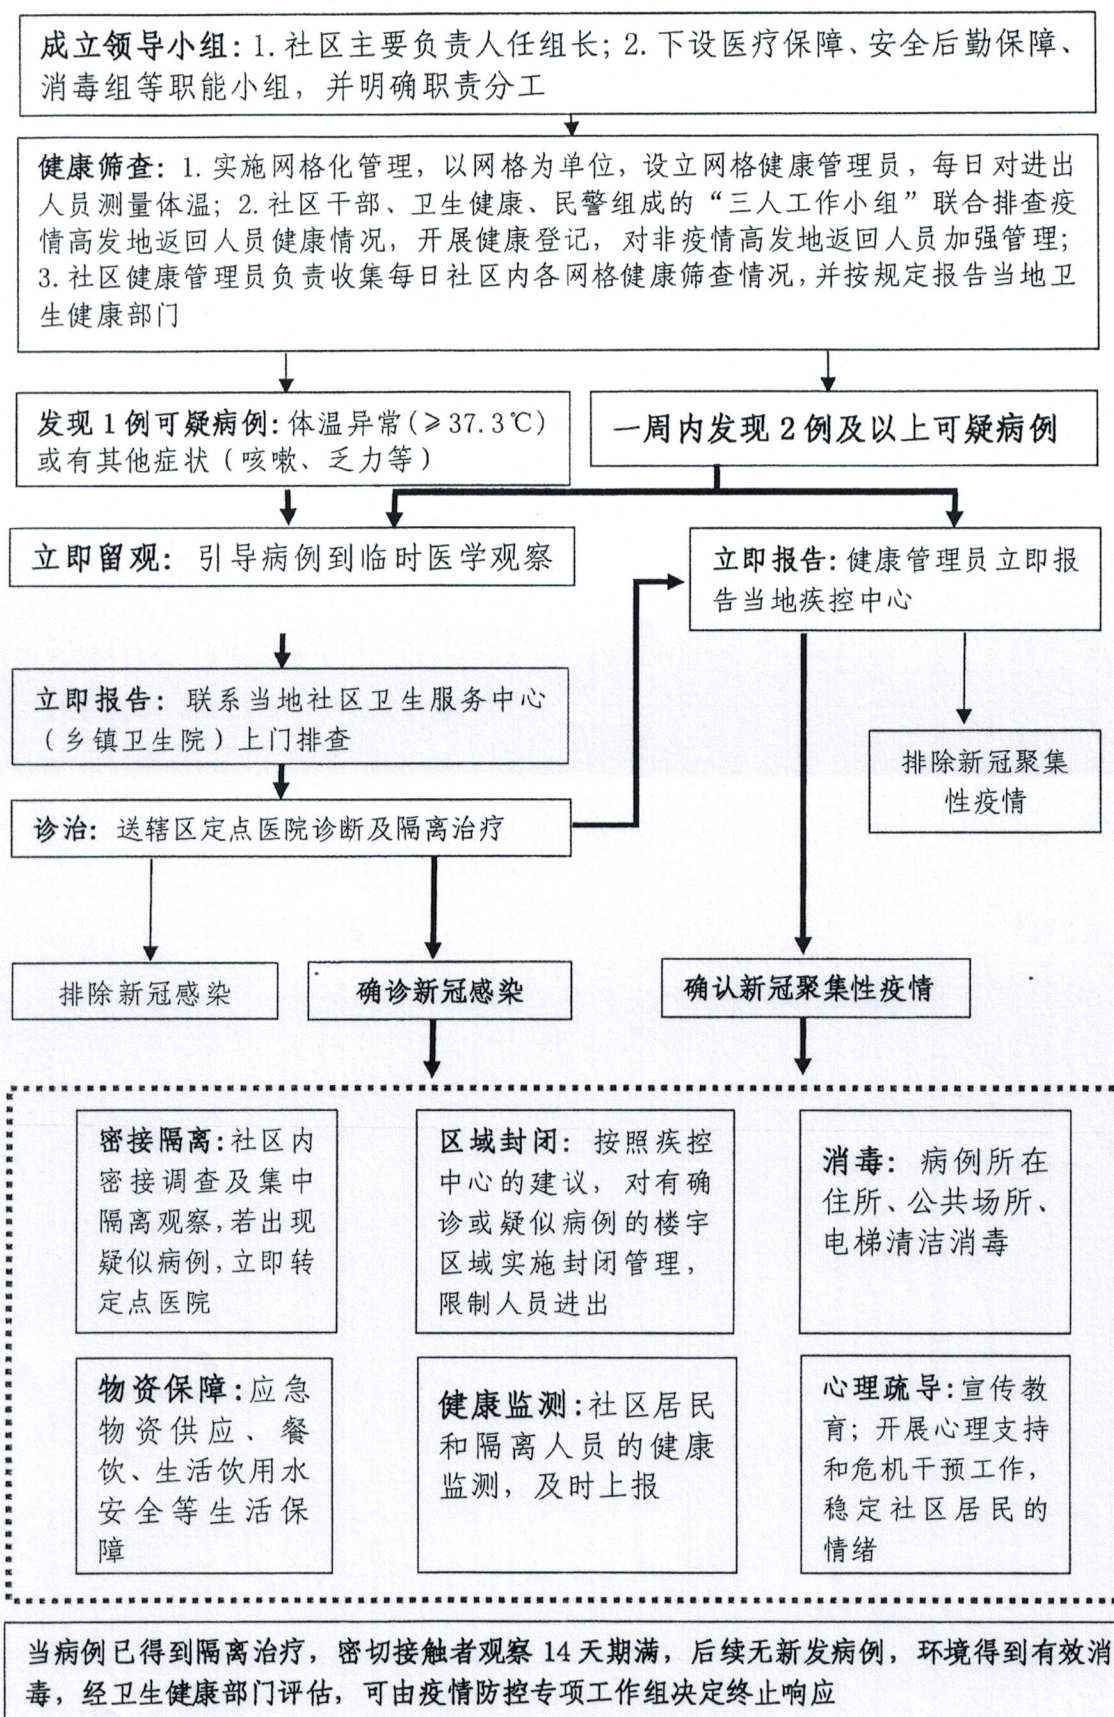 成立领导小组：1. 社区主要负责人任组长；2. 下设医疗保障、安全后勤保障、
消毒组等职能小组，并明确职责分工
健康筛查：1. 实施网格化管理，以网格为单位，设立网格健康管理员，每日对进出
人员测量体温；2. 社区干部、卫生健康、民警组成的“三人工作小组”联合排查疫
情高发地返回人员健康情况，开展健康登记，对非疫情高发地返回人员加强管理；
3. 社区健康管理员负责收集每日社区内各网格健康筛查情况，并按规定报告当地卫
生健康部门
发现 1 例可疑病例：体温异常（≥37.3℃）
或有其他症状（咳嗽、乏力等）
一周内发现 2 例及以上可疑病例
立即留观：引导病例到临时医学观察
立即报告：健康管理员立即报
告当地疾控中心
立即报告：联系当地社区卫生服务中心
（乡镇卫生院）上门排查
排除新冠聚集
性疫情
诊治：送辖区定点医院诊断及隔离治疗
排除新冠感染
确诊新冠感染
确认新冠聚集性疫情
密接隔离：社区内
密接调查及集中
隔离观察，若出现
疑似病例，立即转
定点医院
区域封闭：按照疾控
中心的建议，对有确
诊或疑似病例的楼宇
区域实施封闭管理，
限制人员进出
消毒：病例所在
住所、公共场所、
电梯清洁消毒
物资保障：应急
物资供应、餐
饮、生活饮用水
安全等生活保
障
健康监测：社区居民
和隔离人员的健康
监测，及时上报
心理疏导：宣传教
育；开展心理支持
和危机干预工作，
稳定社区居民的
情绪
当病例已得到隔离治疗，密切接触者观察 14 天期满，后续无新发病例，环境得到有效消
毒，经卫生健康部门评估，可由疫情防控专项工作组决定终止响应